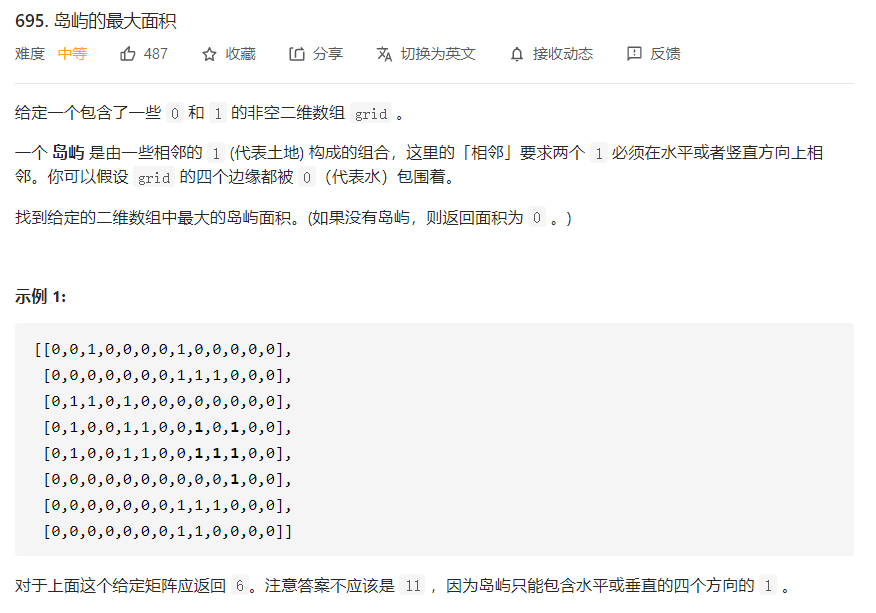 695. 岛屿的最大面积
难度 中等 487 收藏 分享 切换为英文 接收动态 反馈
给定一个包含了一些 0 和 1 的非空二维数组 grid 。
一个 岛屿 是由一些相邻的 1 (代表土地) 构成的组合，这里的「相邻」要求两个 1 必须在水平或者竖直方向上相
邻。你可以假设 grid 的四个边缘都被 0 （代表水）包围着。
找到给定的二维数组中最大的岛屿面积。(如果没有岛屿，则返回面积为 0 。)
示例 1:
[[0,0,1,0,0,0,0,1,0,0,0,0,0],
[0,0,0,0,0,0,0,1,1,1,0,0,0],
[0,1,1,0,1,0,0,0,0,0,0,0,0],
[0,1,0,0,1,1,0,0,1,0,1,0,0],
[0,1,0,0,1,1,0,0,1,1,1,0,0],
[0,0,0,0,0,0,0,0,0,0,1,0,0],
[0,0,0,0,0,0,0,1,1,1,0,0,0],
[0,0,0,0,0,0,0,1,1,0,0,0,0]]
对于上面这个给定矩阵应返回 6 。注意答案不应该是 11 ，因为岛屿只能包含水平或垂直的四个方向的 1 。